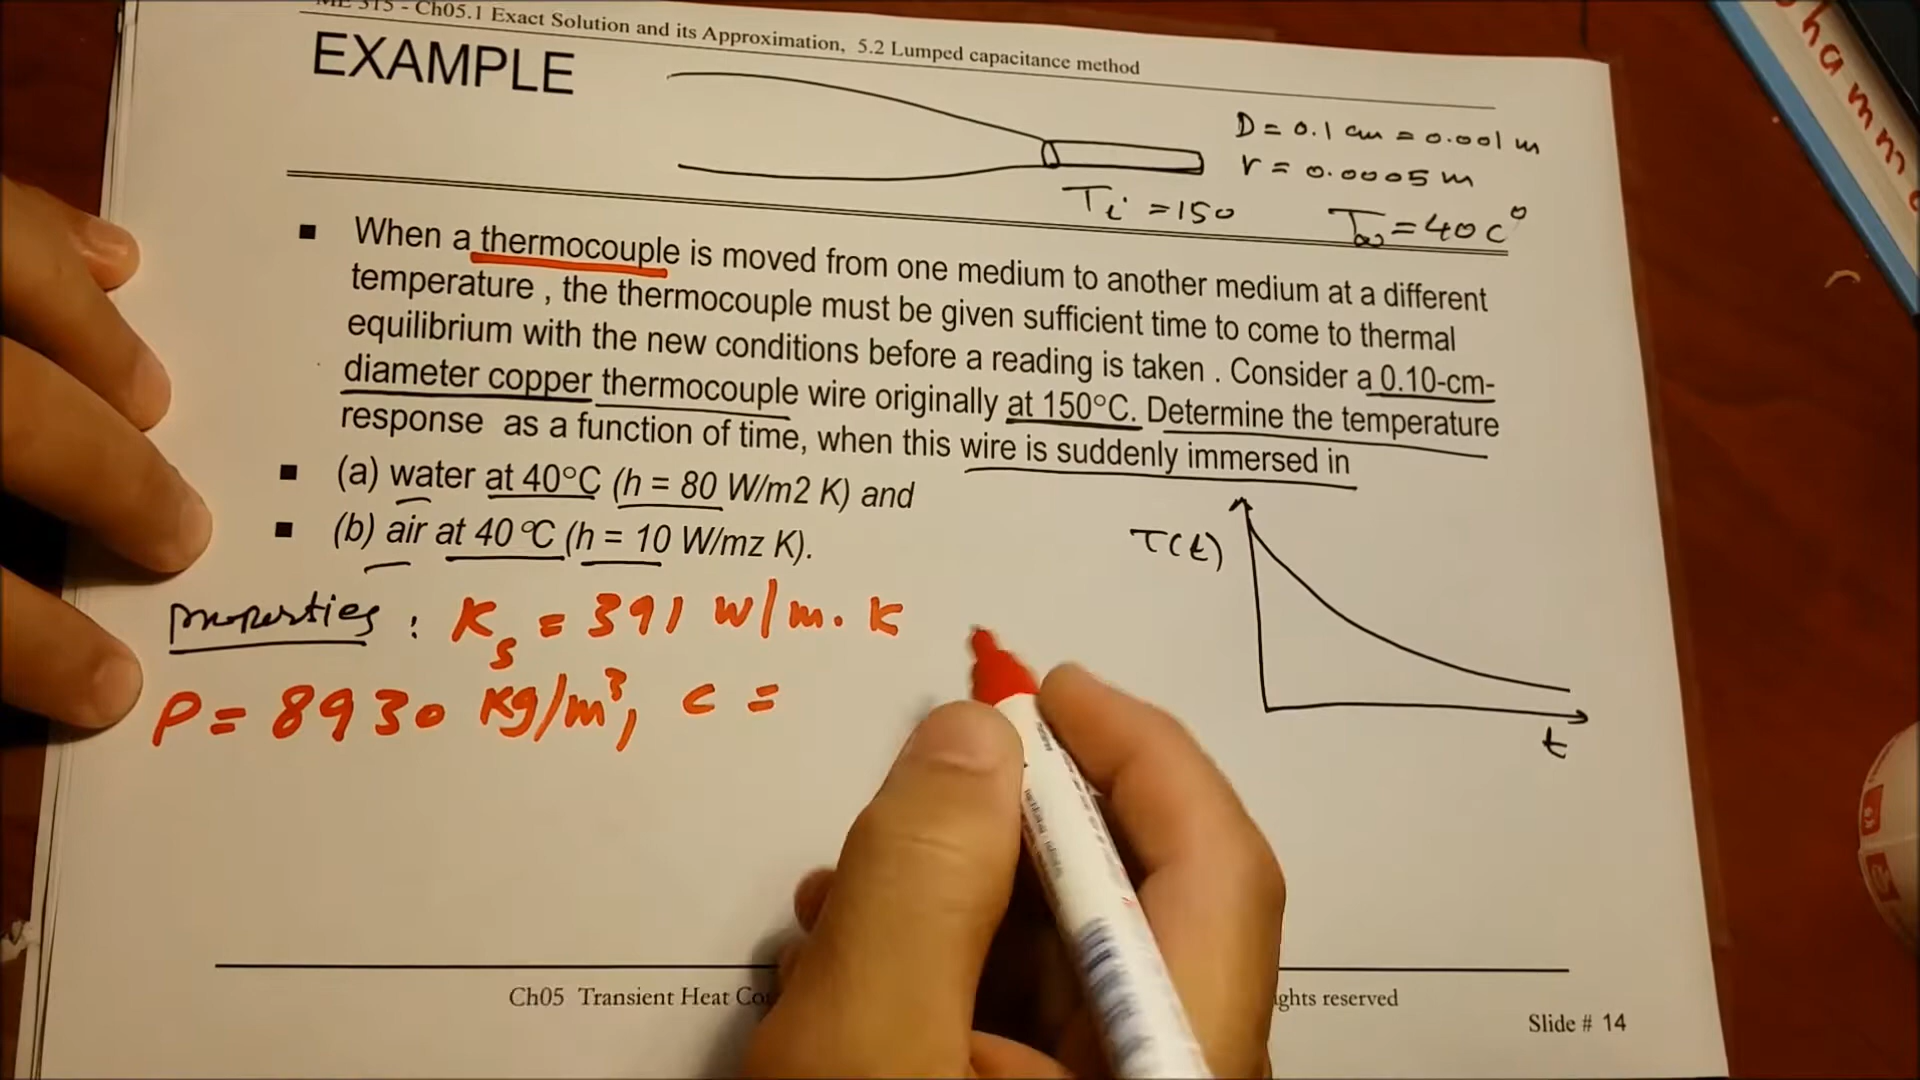 ME 315 - Ch05.1 Exact Solution and its Approximation, 5.2 Lumped capacitance method
EXAMPLE
D = 0.1 cm = 0.001 m
r = 0.0005 m
Ti = 150
T∞ = 40 C°
▪ When a thermocouple is moved from one medium to another medium at a different
temperature , the thermocouple must be given sufficient time to come to thermal
equilibrium with the new conditions before a reading is taken . Consider a 0.10-cm-
diameter copper thermocouple wire originally at 150°C. Determine the temperature
response as a function of time, when this wire is suddenly immersed in
▪ (a) water at 40°C (h = 80 W/m2 K) and
▪ (b) air at 40 °C (h = 10 W/mz K).
T(t)
t
properties : Ks = 391 W/m. K
ρ = 8930 kg/m³, c =
Ch05 Transient Heat
ghts reserved
Slide # 14